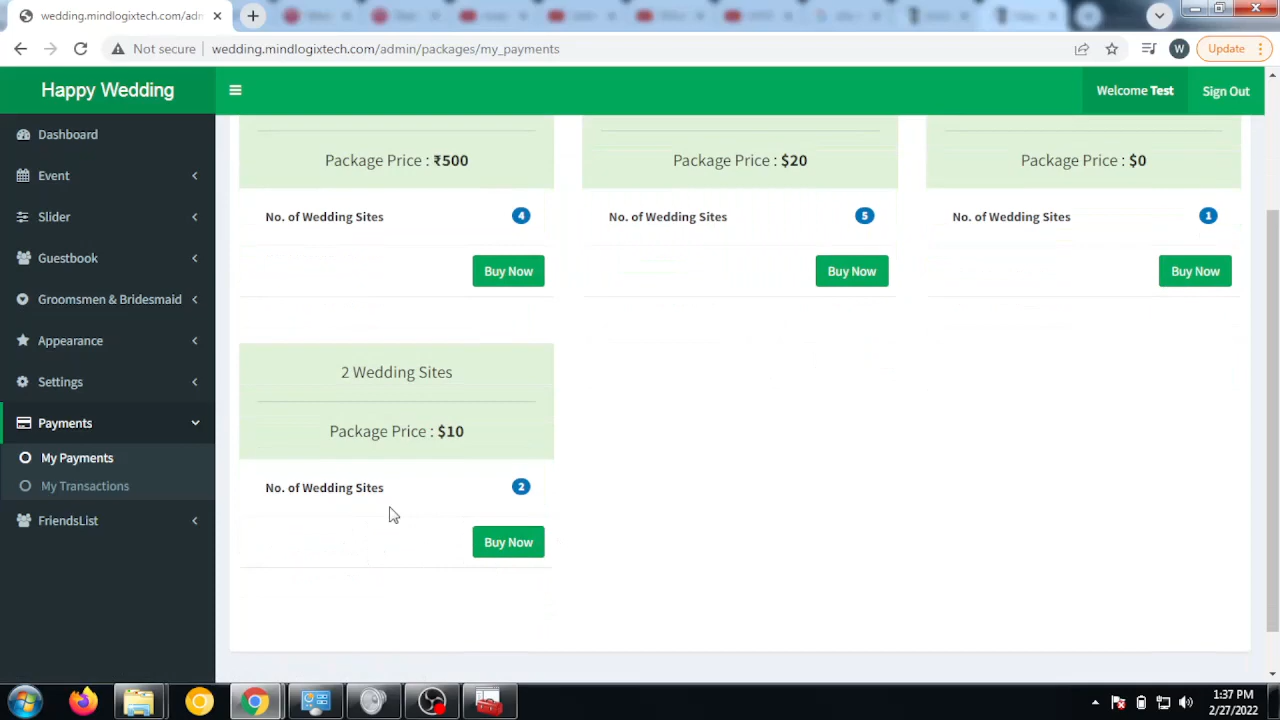 wedding.mindlogixtech.com/adm
Not secure
wedding.mindlogixtech.com/admin/packages/my_payments
W
Update
Happy Wedding
Welcome Test
Sign Out
Dashboard
Event
Slider
Guestbook
Groomsmen & Bridesmaid
Appearance
Settings
Payments
My Payments
My Transactions
FriendsList
Package Price : ₹500
Package Price : $20
Package Price : $0
No. of Wedding Sites 4
No. of Wedding Sites 5
No. of Wedding Sites 1
Buy Now
Buy Now
Buy Now
2 Wedding Sites
Package Price : $10
No. of Wedding Sites 2
Buy Now
1:37 PM
2/27/2022